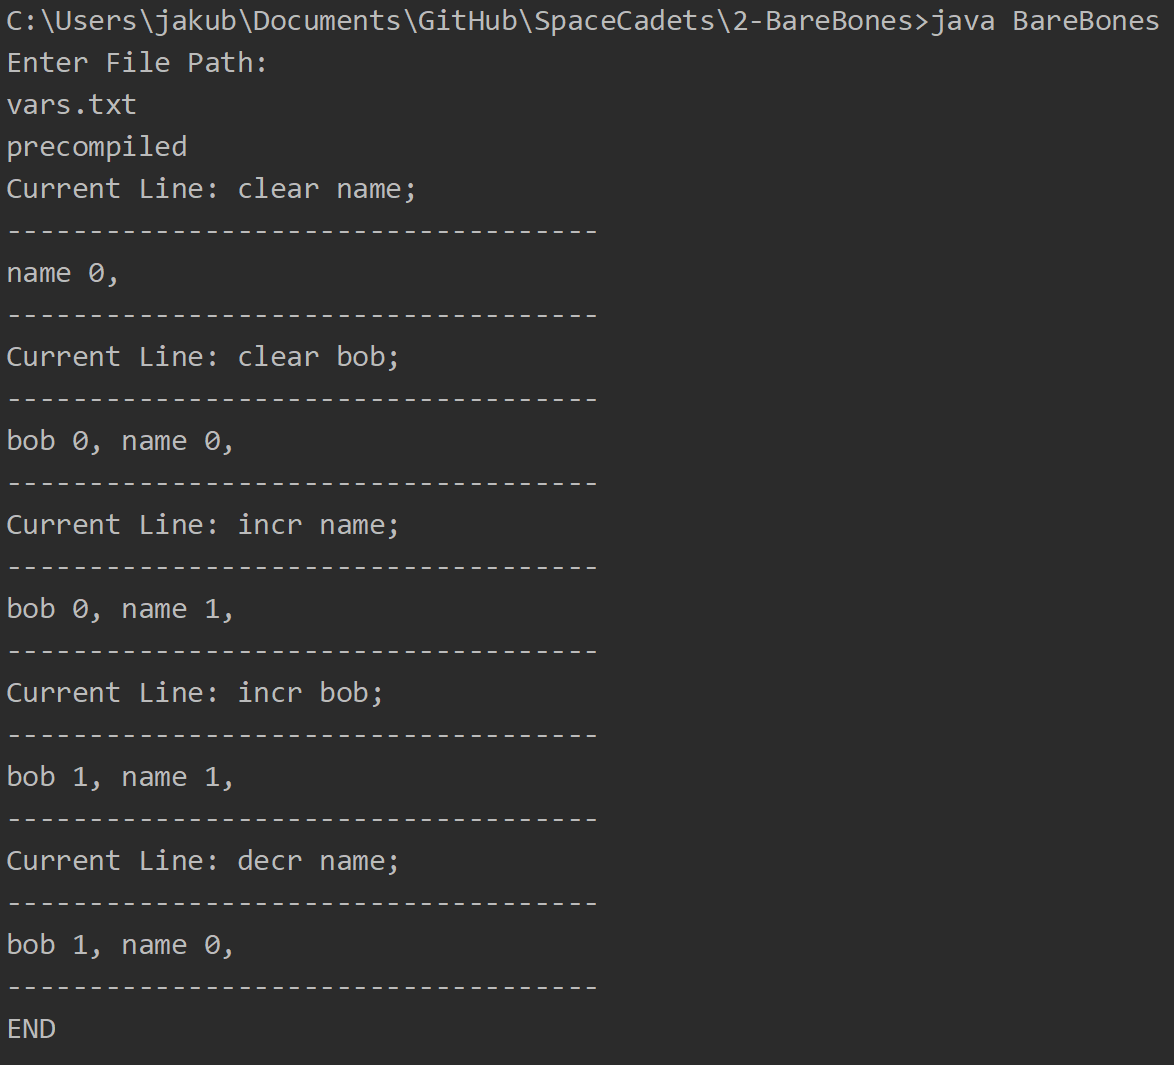 C:\Users\jakub\Documents\GitHub\SpaceCadets\2-BareBones>java BareBones
Enter File Path:
vars.txt
precompiled
Current Line: clear name;
------------------------------------
name 0,
------------------------------------
Current Line: clear bob;
------------------------------------
bob 0, name 0,
------------------------------------
Current Line: incr name;
------------------------------------
bob 0, name 1,
------------------------------------
Current Line: incr bob;
------------------------------------
bob 1, name 1,
------------------------------------
Current Line: decr name;
------------------------------------
bob 1, name 0,
------------------------------------
END